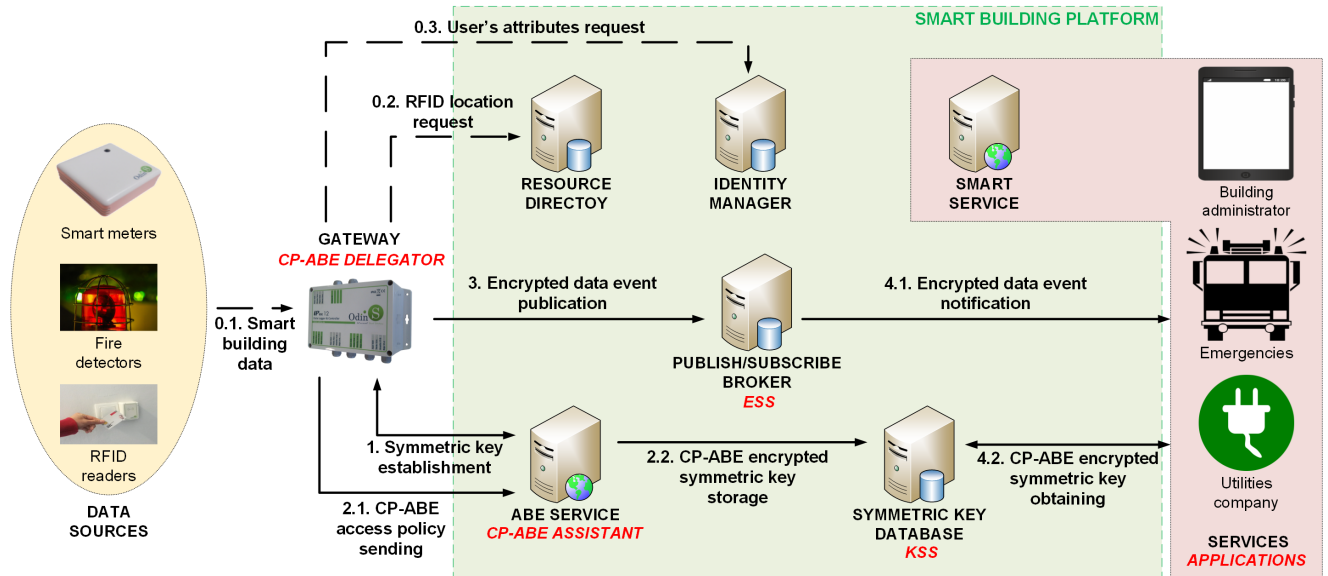 SMART BUILDING PLATFORM
0.3. User's attributes request
0.2. RFID location
request
RESOURCE
DIRECTOY
IDENTITY
MANAGER
SMART
SERVICE
Building
administrator
Smart meters
Fire
detectors
RFID
readers
DATA
SOURCES
0.1. Smart
building
data
GATEWAY
CP-ABE DELEGATOR
Odin S
3. Encrypted data event
publication
PUBLISH/SUBSCRIBE
BROKER
ESS
4.1. Encrypted data event
notification
Emergencies
1. Symmetric key
establishment
2.1. CP-ABE
access policy
sending
ABE SERVICE
CP-ABE ASSISTANT
2.2. CP-ABE encrypted
symmetric key
storage
SYMMETRIC KEY
DATABASE
KSS
4.2. CP-ABE encrypted
symmetric key
obtaining
Utilities
company
SERVICES
APPLICATIONS